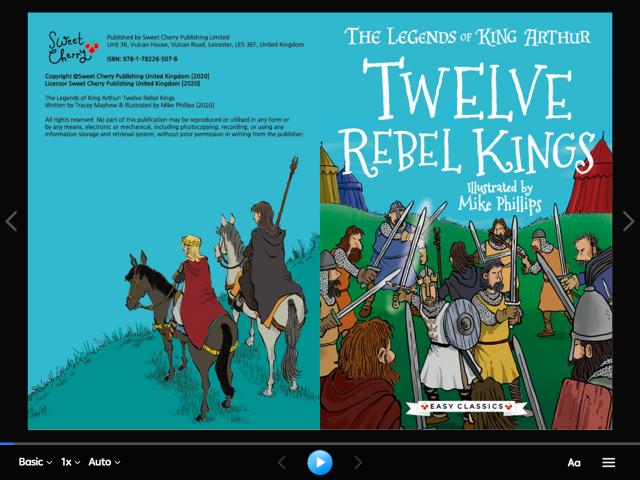 Sweet
Cherry
Published by Sweet Cherry Publishing Limited
Unit 36, Vulcan House, Vulcan Road, Leicester, LE5 3EF, United Kingdom
ISBN: 978-1-78226-507-8
Copyright ©Sweet Cherry Publishing United Kingdom [2020]
Licensor Sweet Cherry Publishing United Kingdom [2020]
The Legends of King Arthur: Twelve Rebel Kings
Written by Tracey Mayhew & Illustrated by Mike Phillips [2020]
All rights reserved. No part of this publication may be reproduced or utilised in any form or
by any means, electronic or mechanical, including photocopying, recording, or using any
information storage and retrieval system, without prior permission in writing from the publisher.
THE LEGENDS OF KING ARTHUR
TWELVE
REBEL KINGS
Illustrated by
Mike Phillips
EASY CLASSICS
Basic 1x Auto Aa